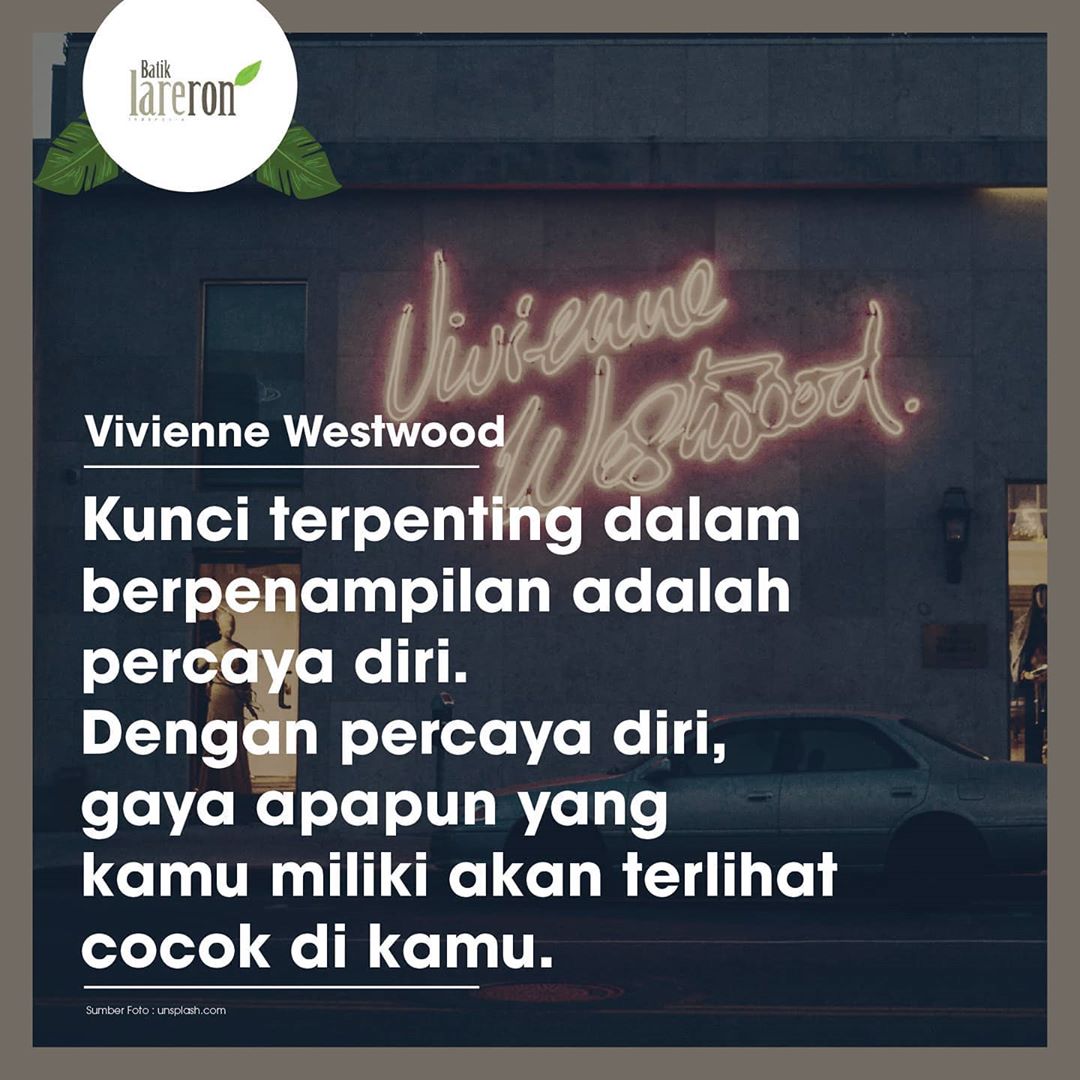 Batik
lareron
Vivienne
Westwood.
Vivienne Westwood
Kunci terpenting dalam
berpenampilan adalah
percaya diri.
Dengan percaya diri,
gaya apapun yang
kamu miliki akan terlihat
cocok di kamu.
Sumber Foto : unsplash.com